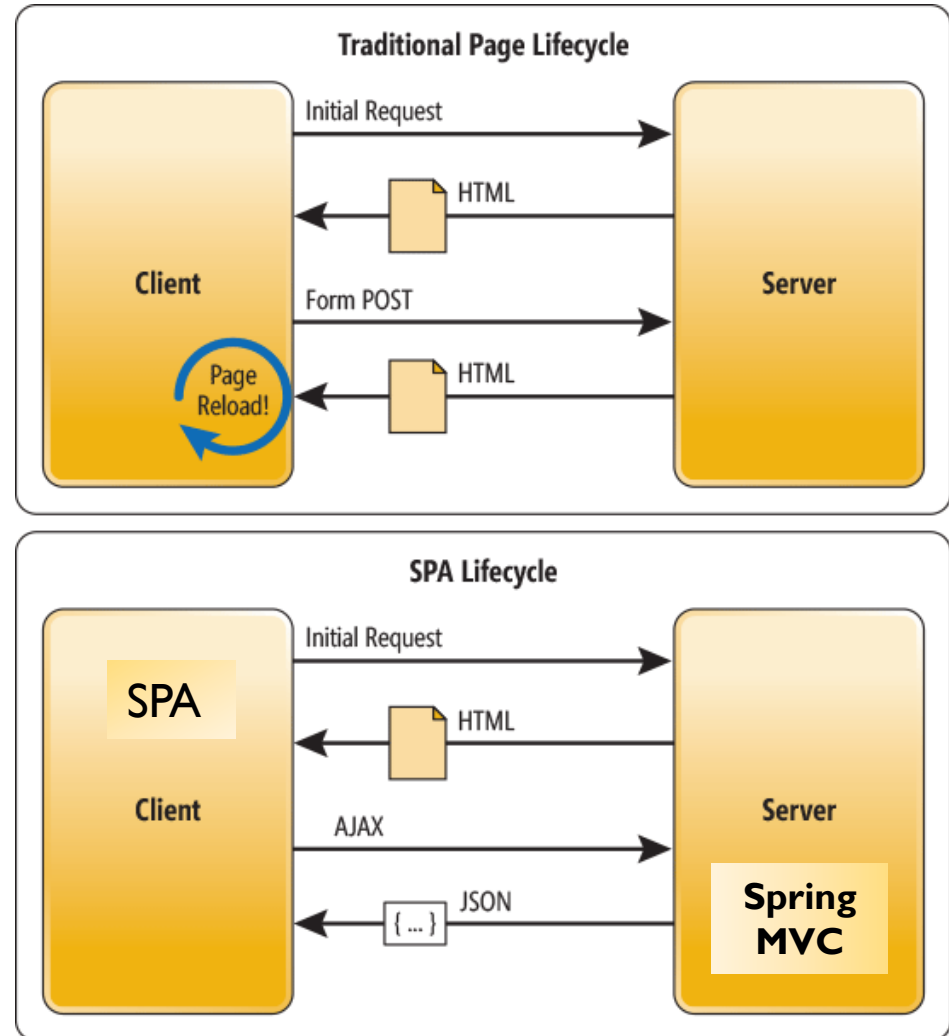 Traditional Page Lifecycle
Initial Request
HTML
Client
Server
Form POST
HTML
Page
Reload!
SPA Lifecycle
Initial Request
SPA
HTML
Client
Server
AJAX
JSON
{ ... }
Spring
MVC